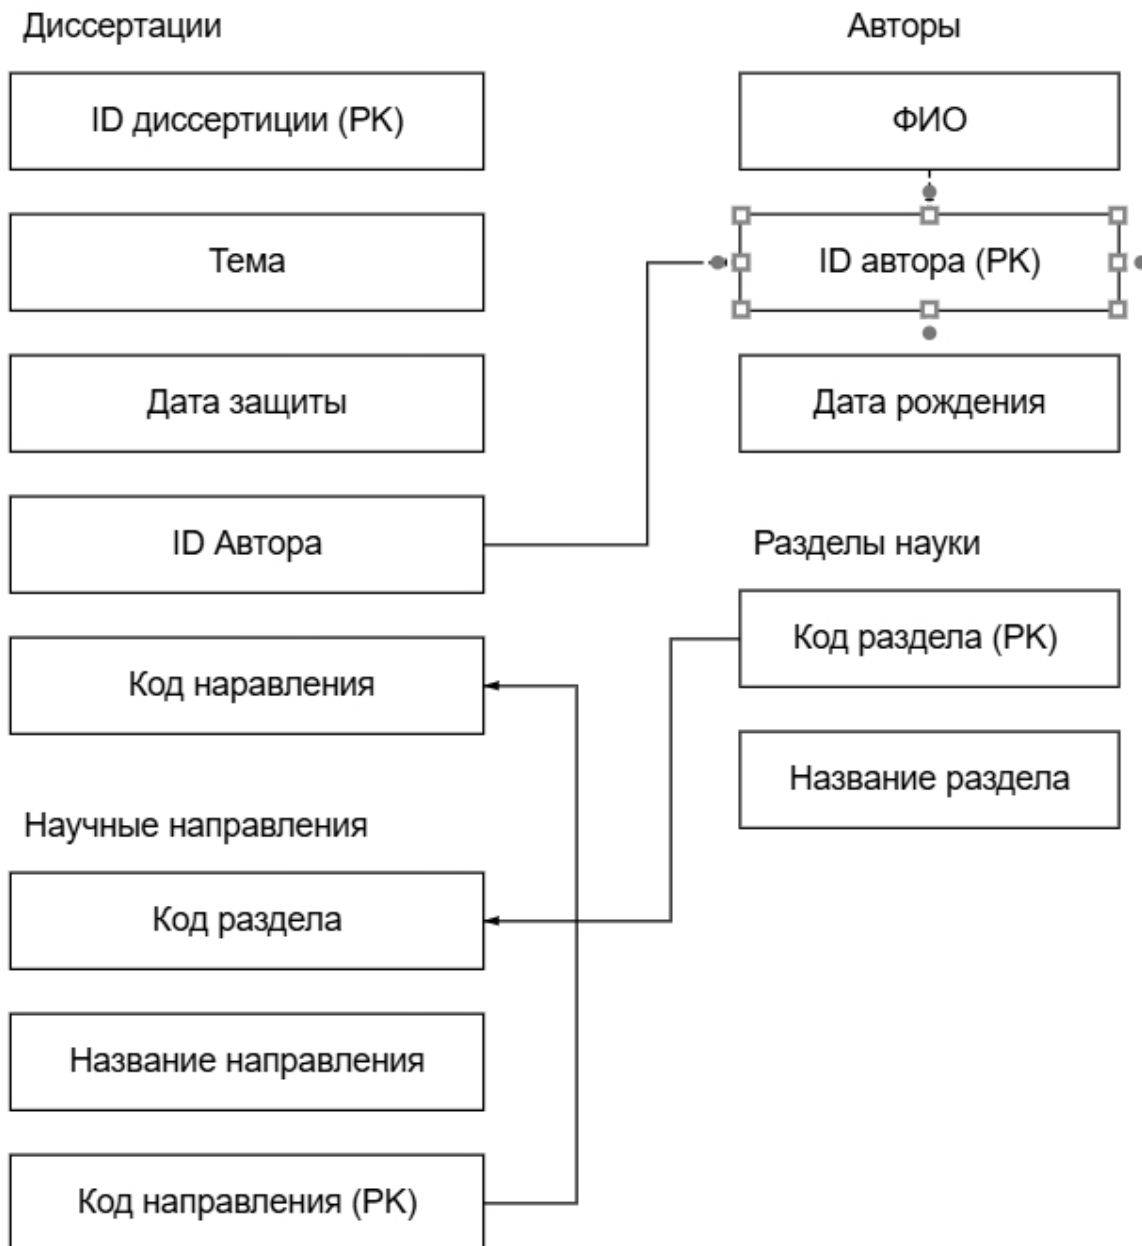 Диссертации
ID диссертиции (PK)
Тема
Дата защиты
ID Автора
Код наравления
Научные направления
Код раздела
Название направления
Код направления (PK)
Авторы
ФИО
ID автора (PK)
Дата рождения
Разделы науки
Код раздела (PK)
Название раздела